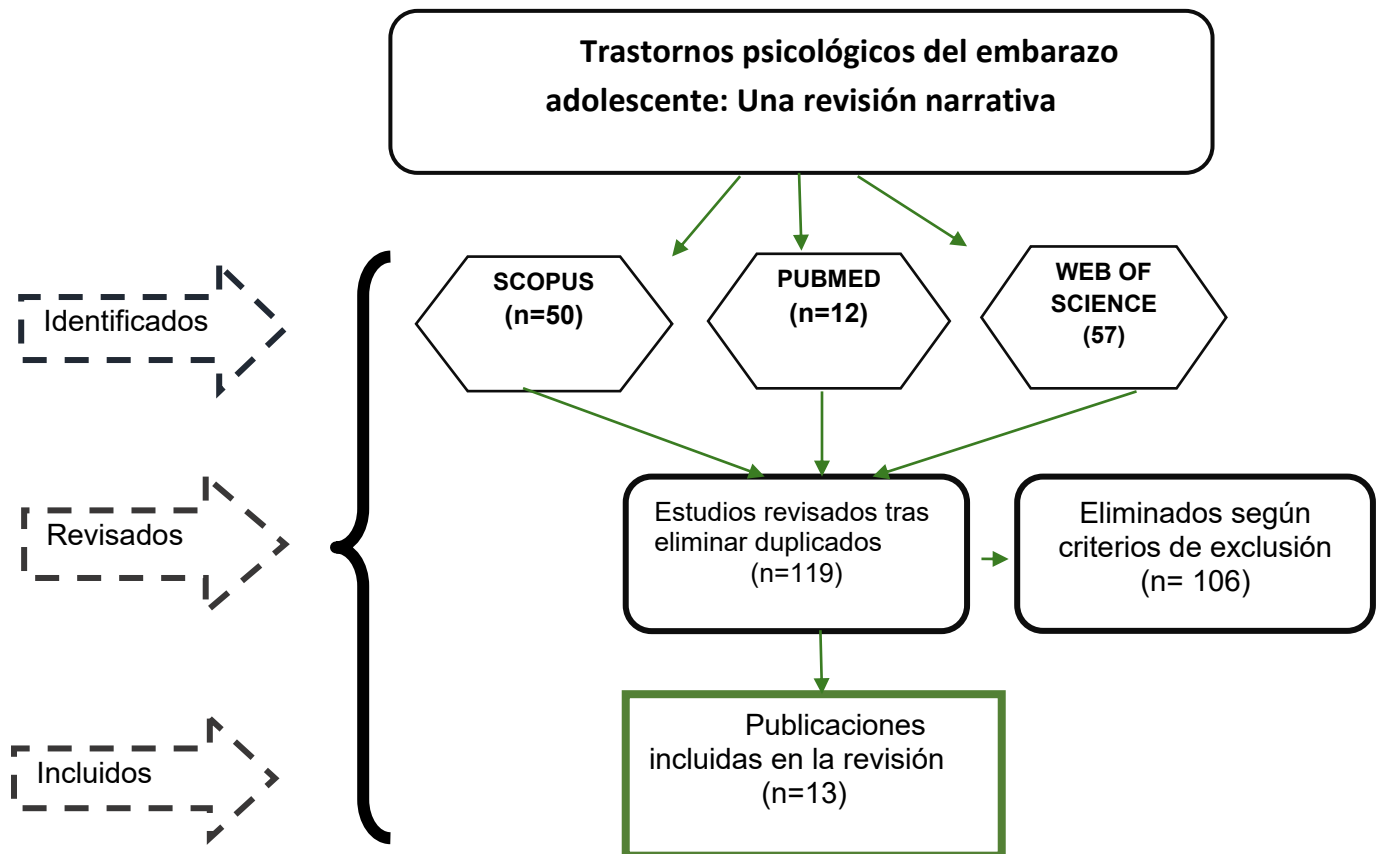 Trastornos psicológicos del embarazo
adolescente: Una revisión narrativa
Identificados
SCOPUS
(n=50)
PUBMED
(n=12)
WEB OF
SCIENCE
(57)
Revisados
Estudios revisados tras
eliminar duplicados
(n=119)
Eliminados según
criterios de exclusión
(n= 106)
Incluidos
Publicaciones
incluidas en la revisión
(n=13)